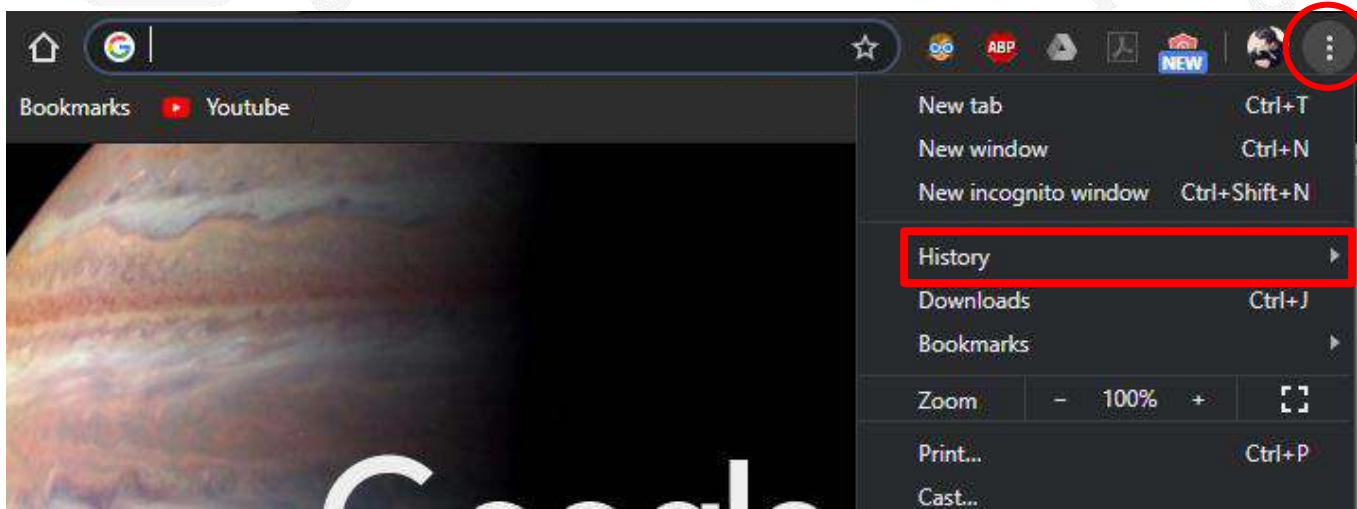 ABP
NEW
Bookmarks Youtube
New tab Ctrl+T
New window Ctrl+N
New incognito window Ctrl+Shift+N
History
Downloads Ctrl+J
Bookmarks
Zoom - 100% +
Print... Ctrl+P
Cast...
Google